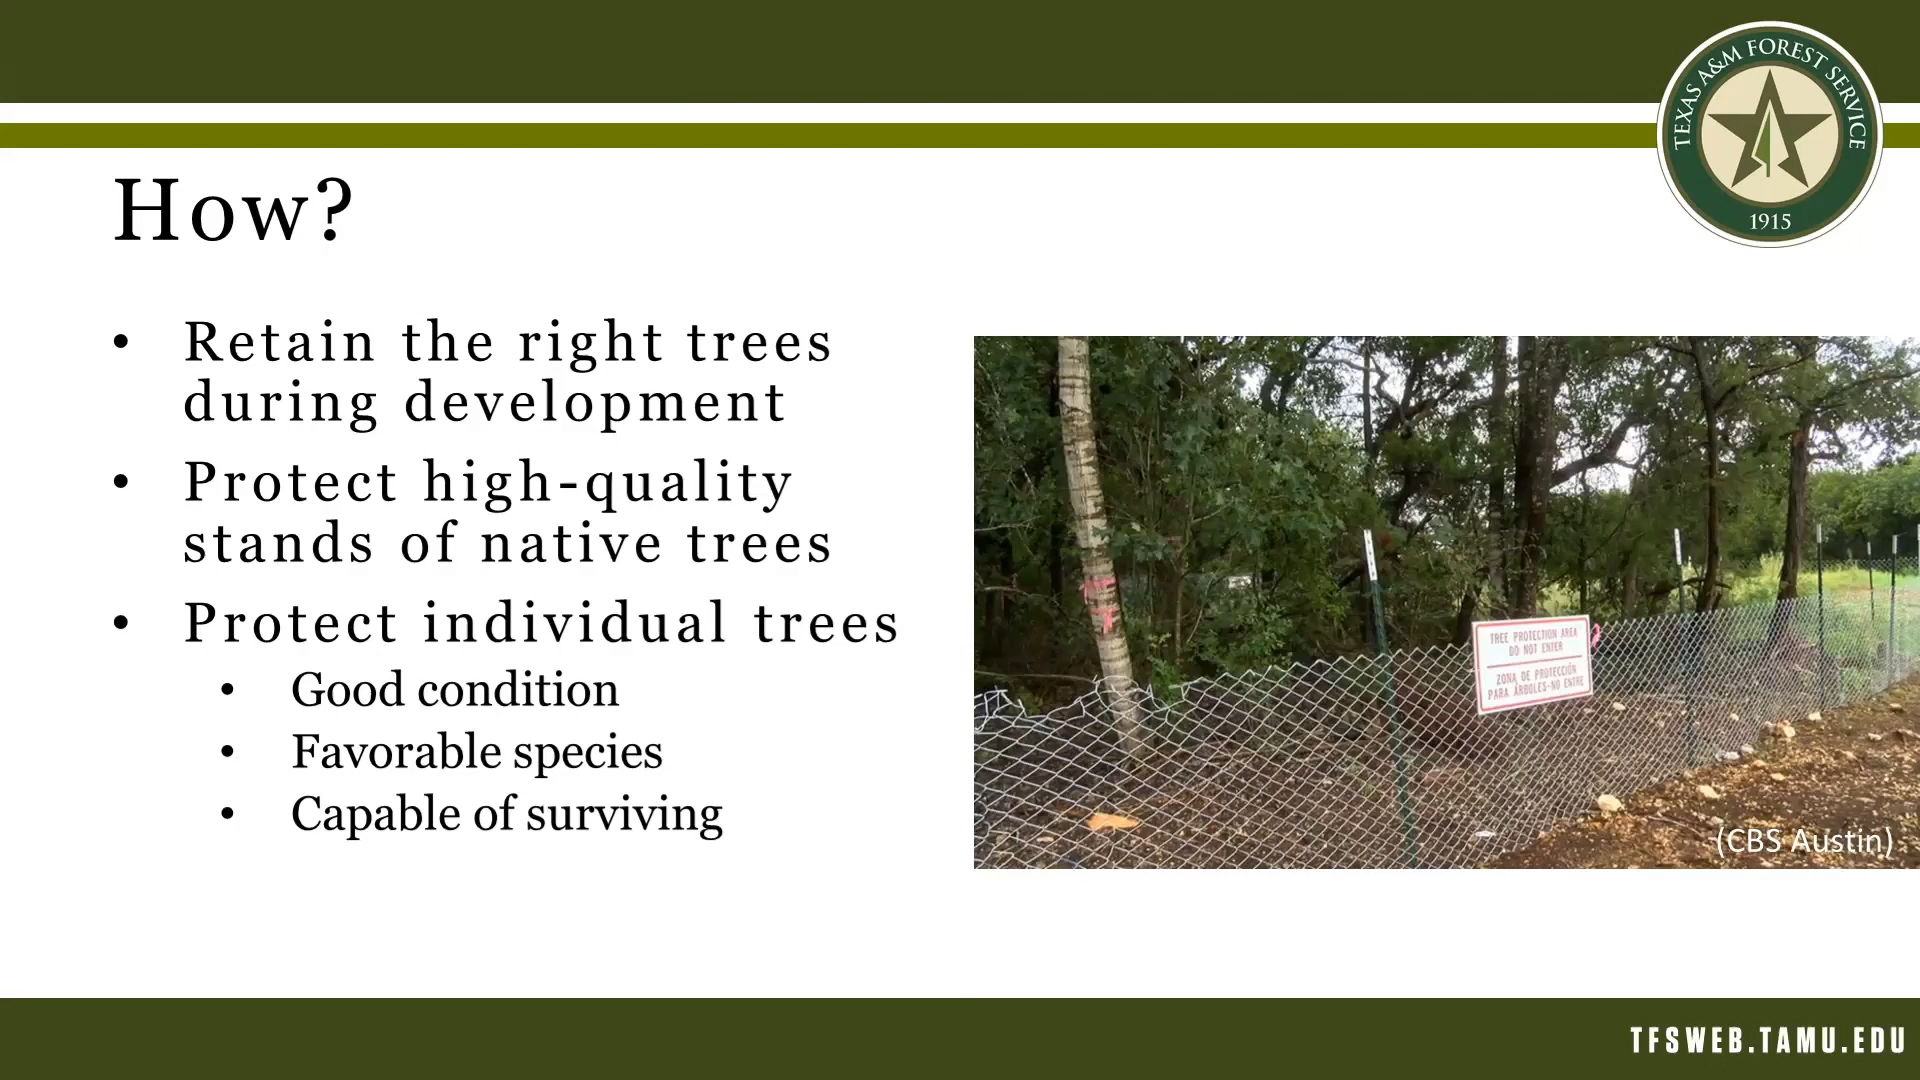 TEXAS A&M FOREST SERVICE
1915
How?
• Retain the right trees
during development
• Protect high-quality
stands of native trees
• Protect individual trees
• Good condition
• Favorable species
• Capable of surviving
TREE PROTECTION AREA
DO NOT ENTER
ZONA DE PROTECCIÓN
PARA ÁRBOLES-NO ENTRE
(CBS Austin)
TFSWEB.TAMU.EDU